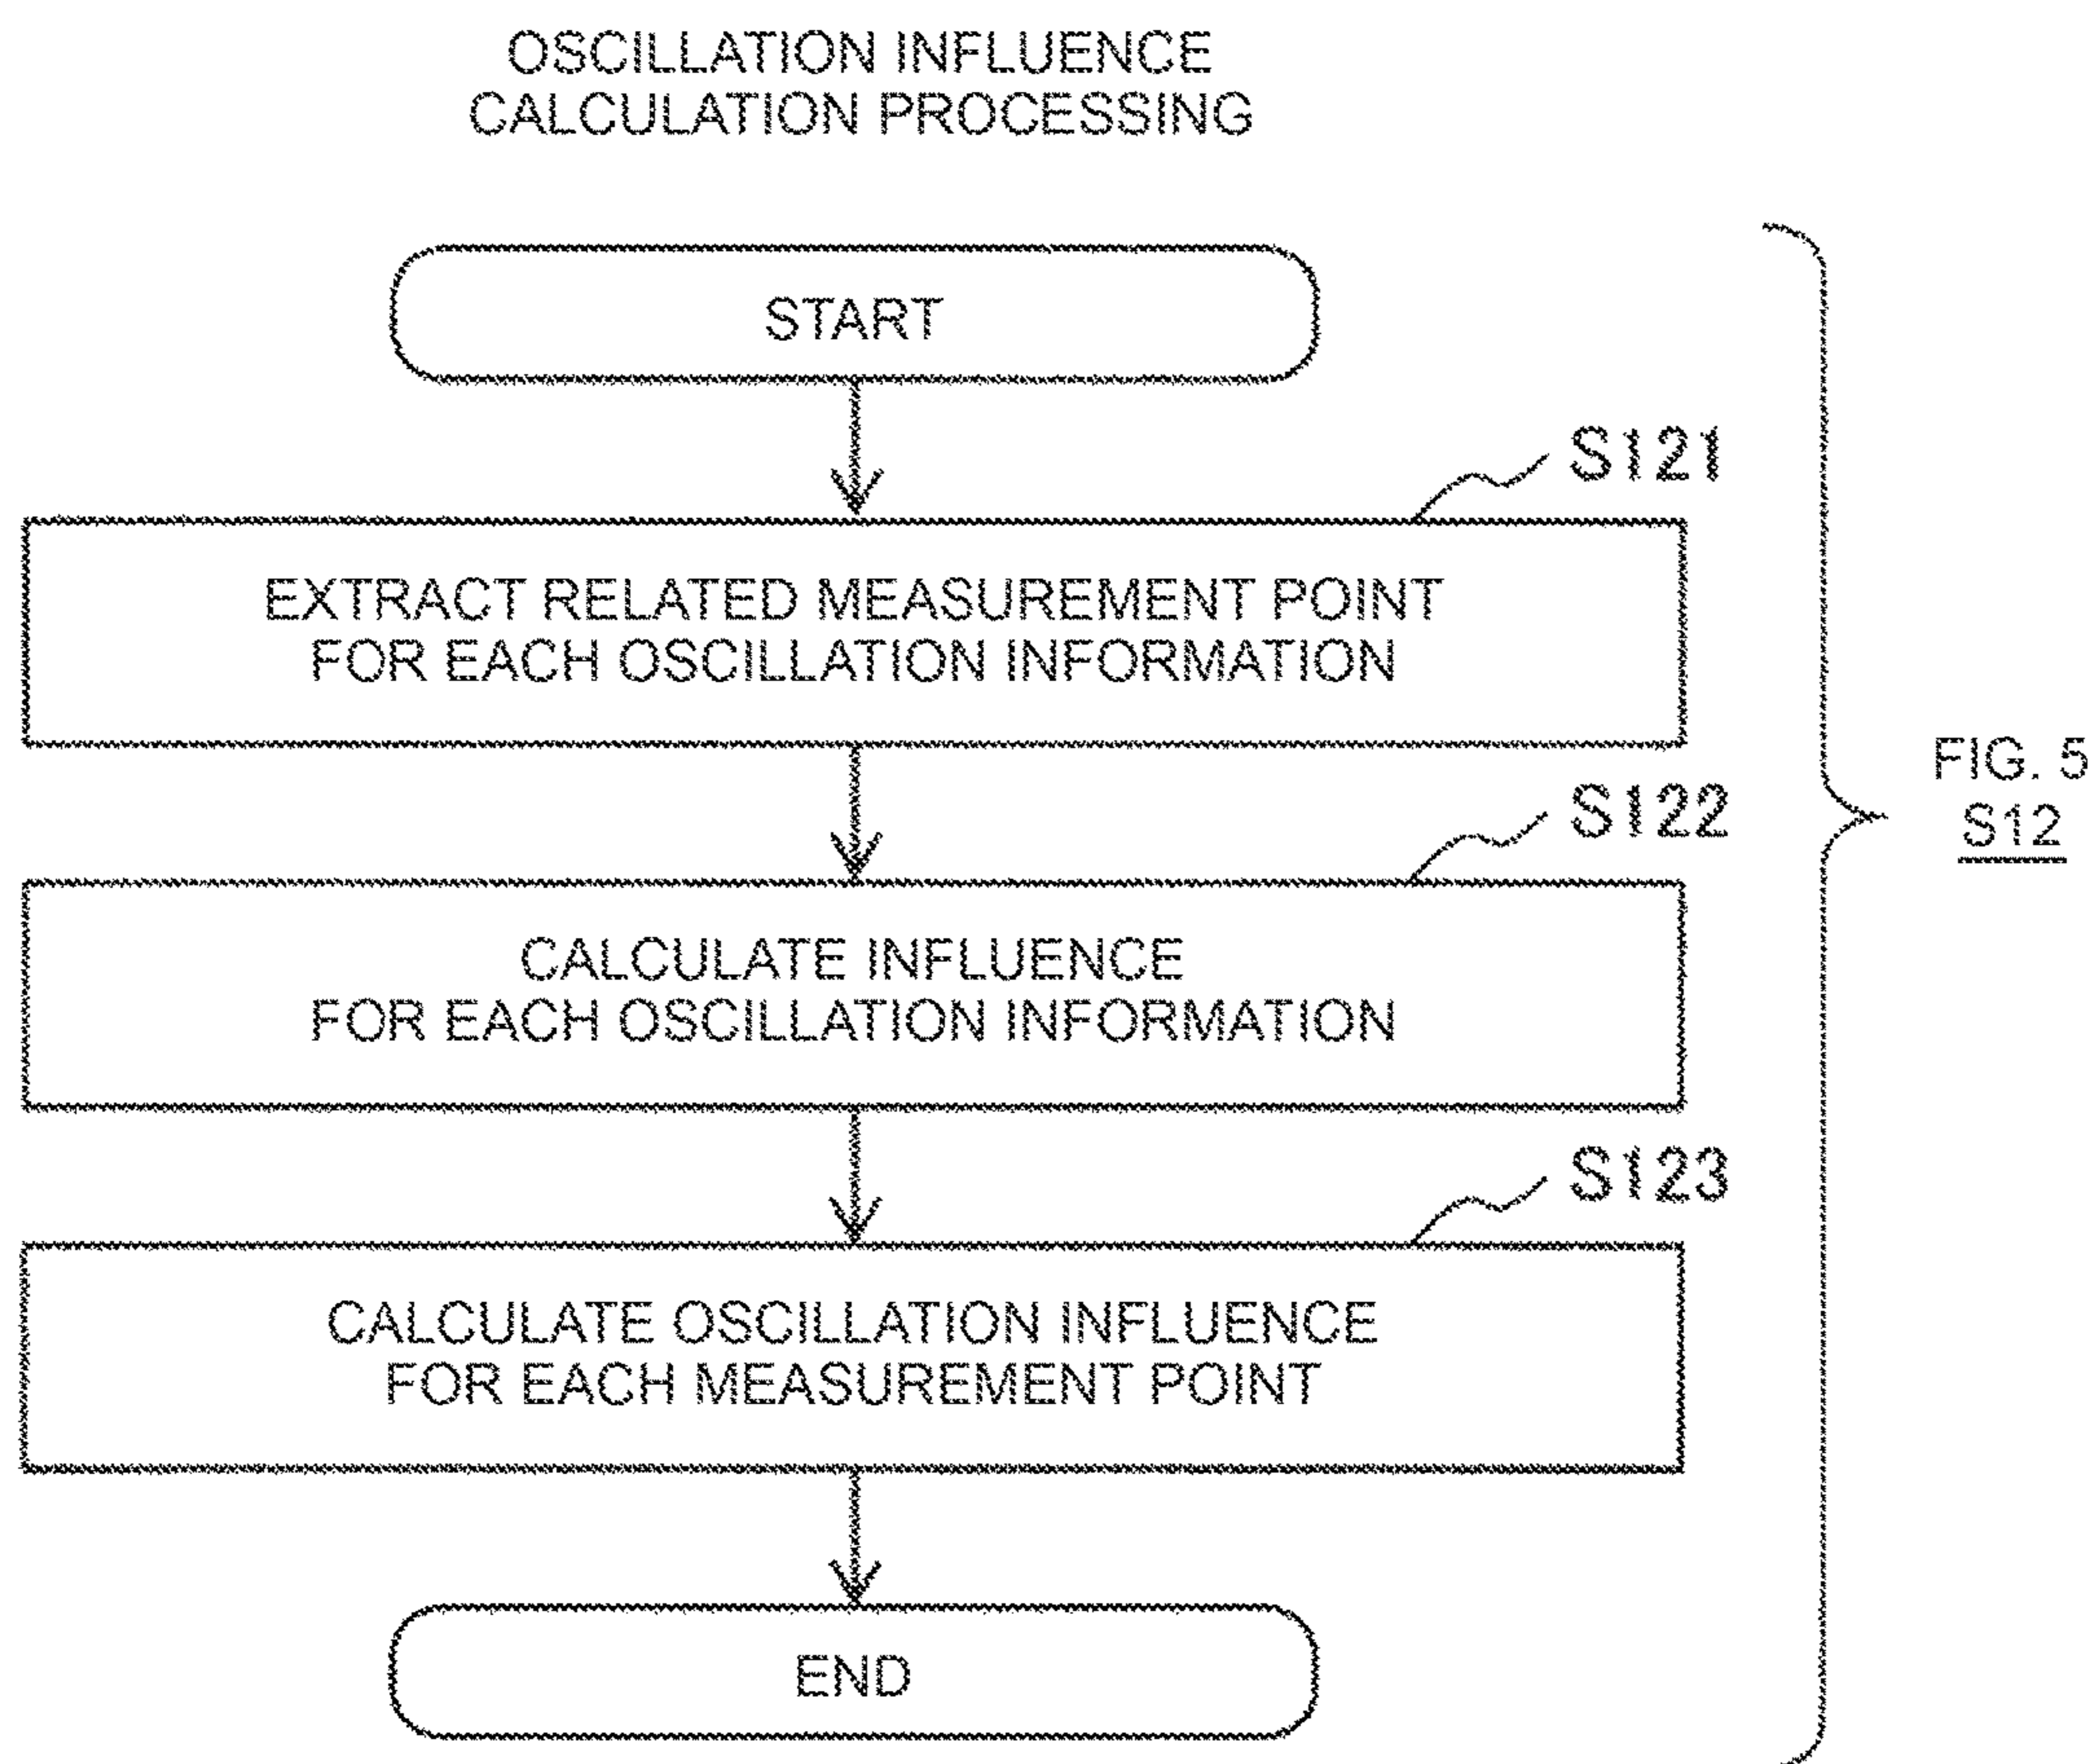 OSCILLATION INFLUENCE
CALCULATION PROCESSING
START
S121
EXTRACT RELATED MEASUREMENT POINT
FOR EACH OSCILLATION INFORMATION
FIG. 5
S12
S122
CALCULATE INFLUENCE
FOR EACH OSCILLATION INFORMATION
S123
CALCULATE OSCILLATION INFLUENCE
FOR EACH MEASUREMENT POINT
END